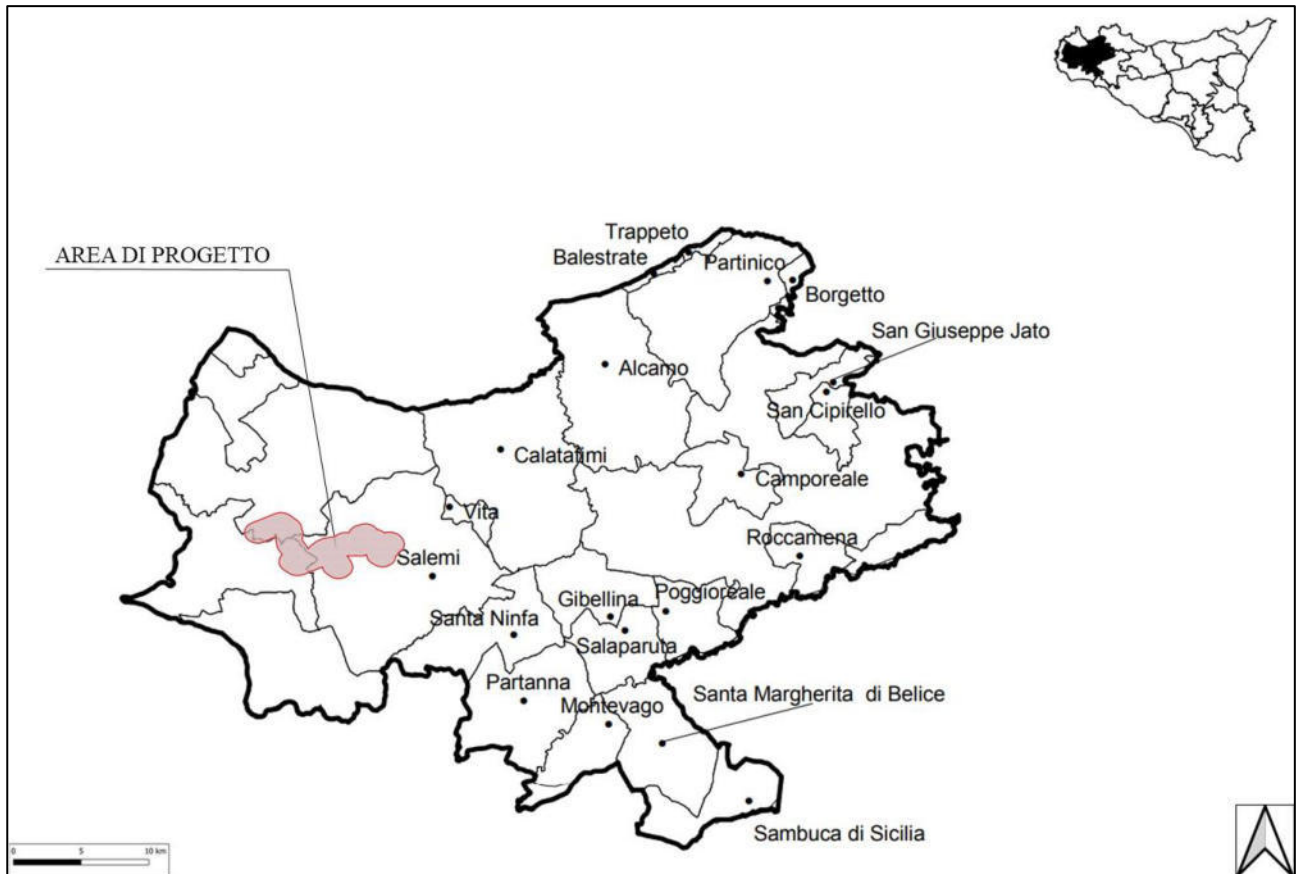 Trappeto
AREA DI PROGETTO
Balestrate
Partinico
Borgetto
San Giuseppe Jato
Alcamo
San Cipirello
Calatafimi
Camporeale
Vita
Roccamena
Salemi
Gibellina
Poggioreale
Santa Ninfa
Salaparuta
Partanna
Santa Margherita di Belice
Montevago
Sambuca di Sicilia
0 5 10 km